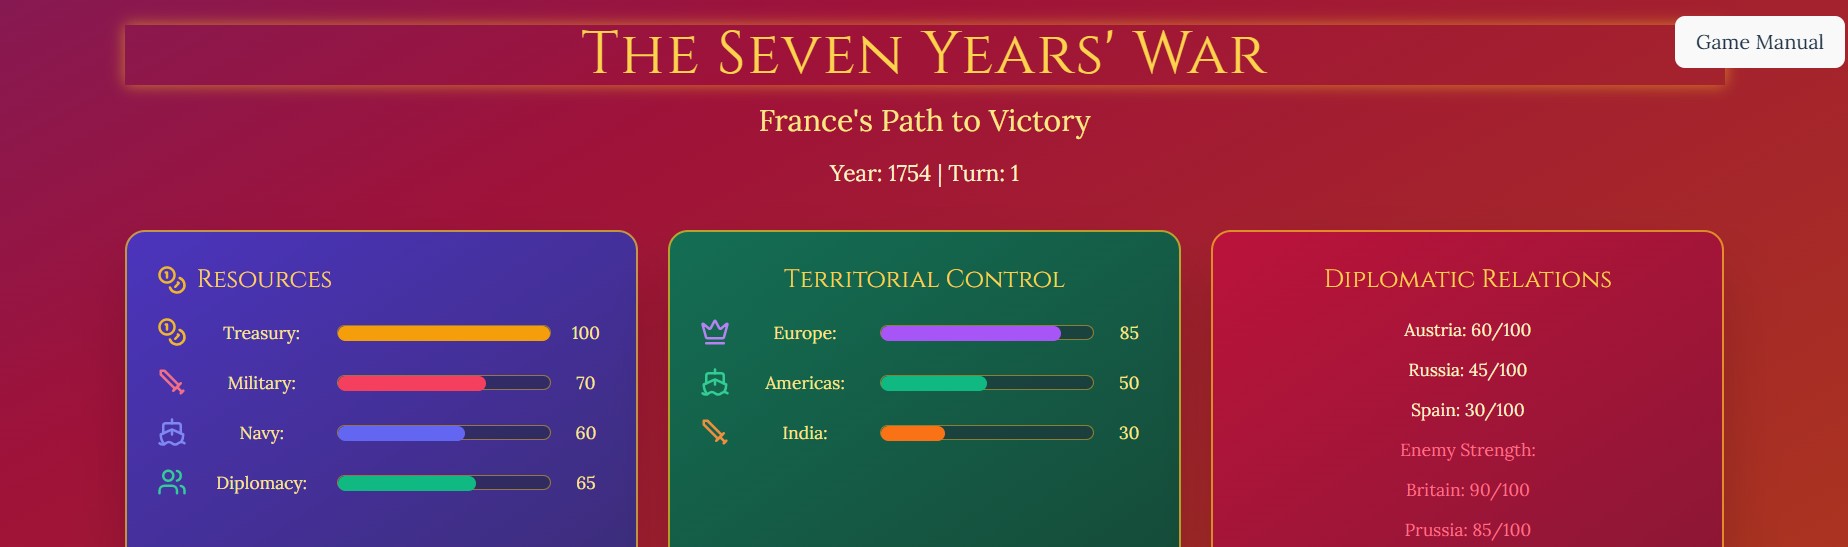 The Seven Years' War
Game Manual
France's Path to Victory
Year: 1754 | Turn: 1
Resources
Treasury: 100
Military: 70
Navy: 60
Diplomacy: 65
Territorial Control
Europe: 85
Americas: 50
India: 30
Diplomatic Relations
Austria: 60/100
Russia: 45/100
Spain: 30/100
Enemy Strength:
Britain: 90/100
Prussia: 85/100